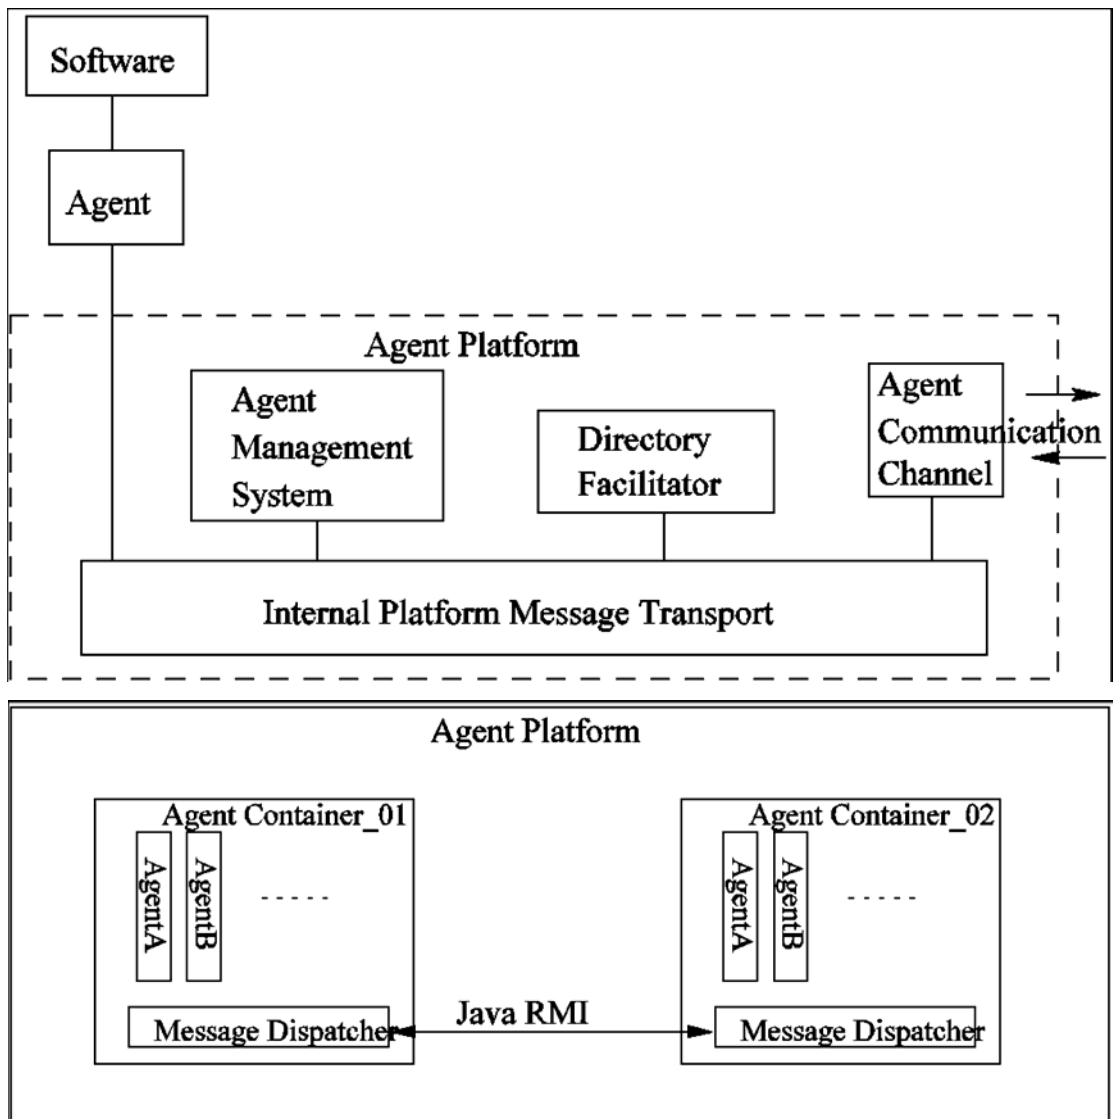 Software
Agent
Agent Platform
Agent
Management
System
Directory
Facilitator
Agent
Communication
Channel
Internal Platform Message Transport
Agent Platform
Agent Container_01
AgentA
AgentB
- - - - -
Message Dispatcher
Java RMI
Agent Container_02
AgentA
AgentB
- - - - -
Message Dispatcher